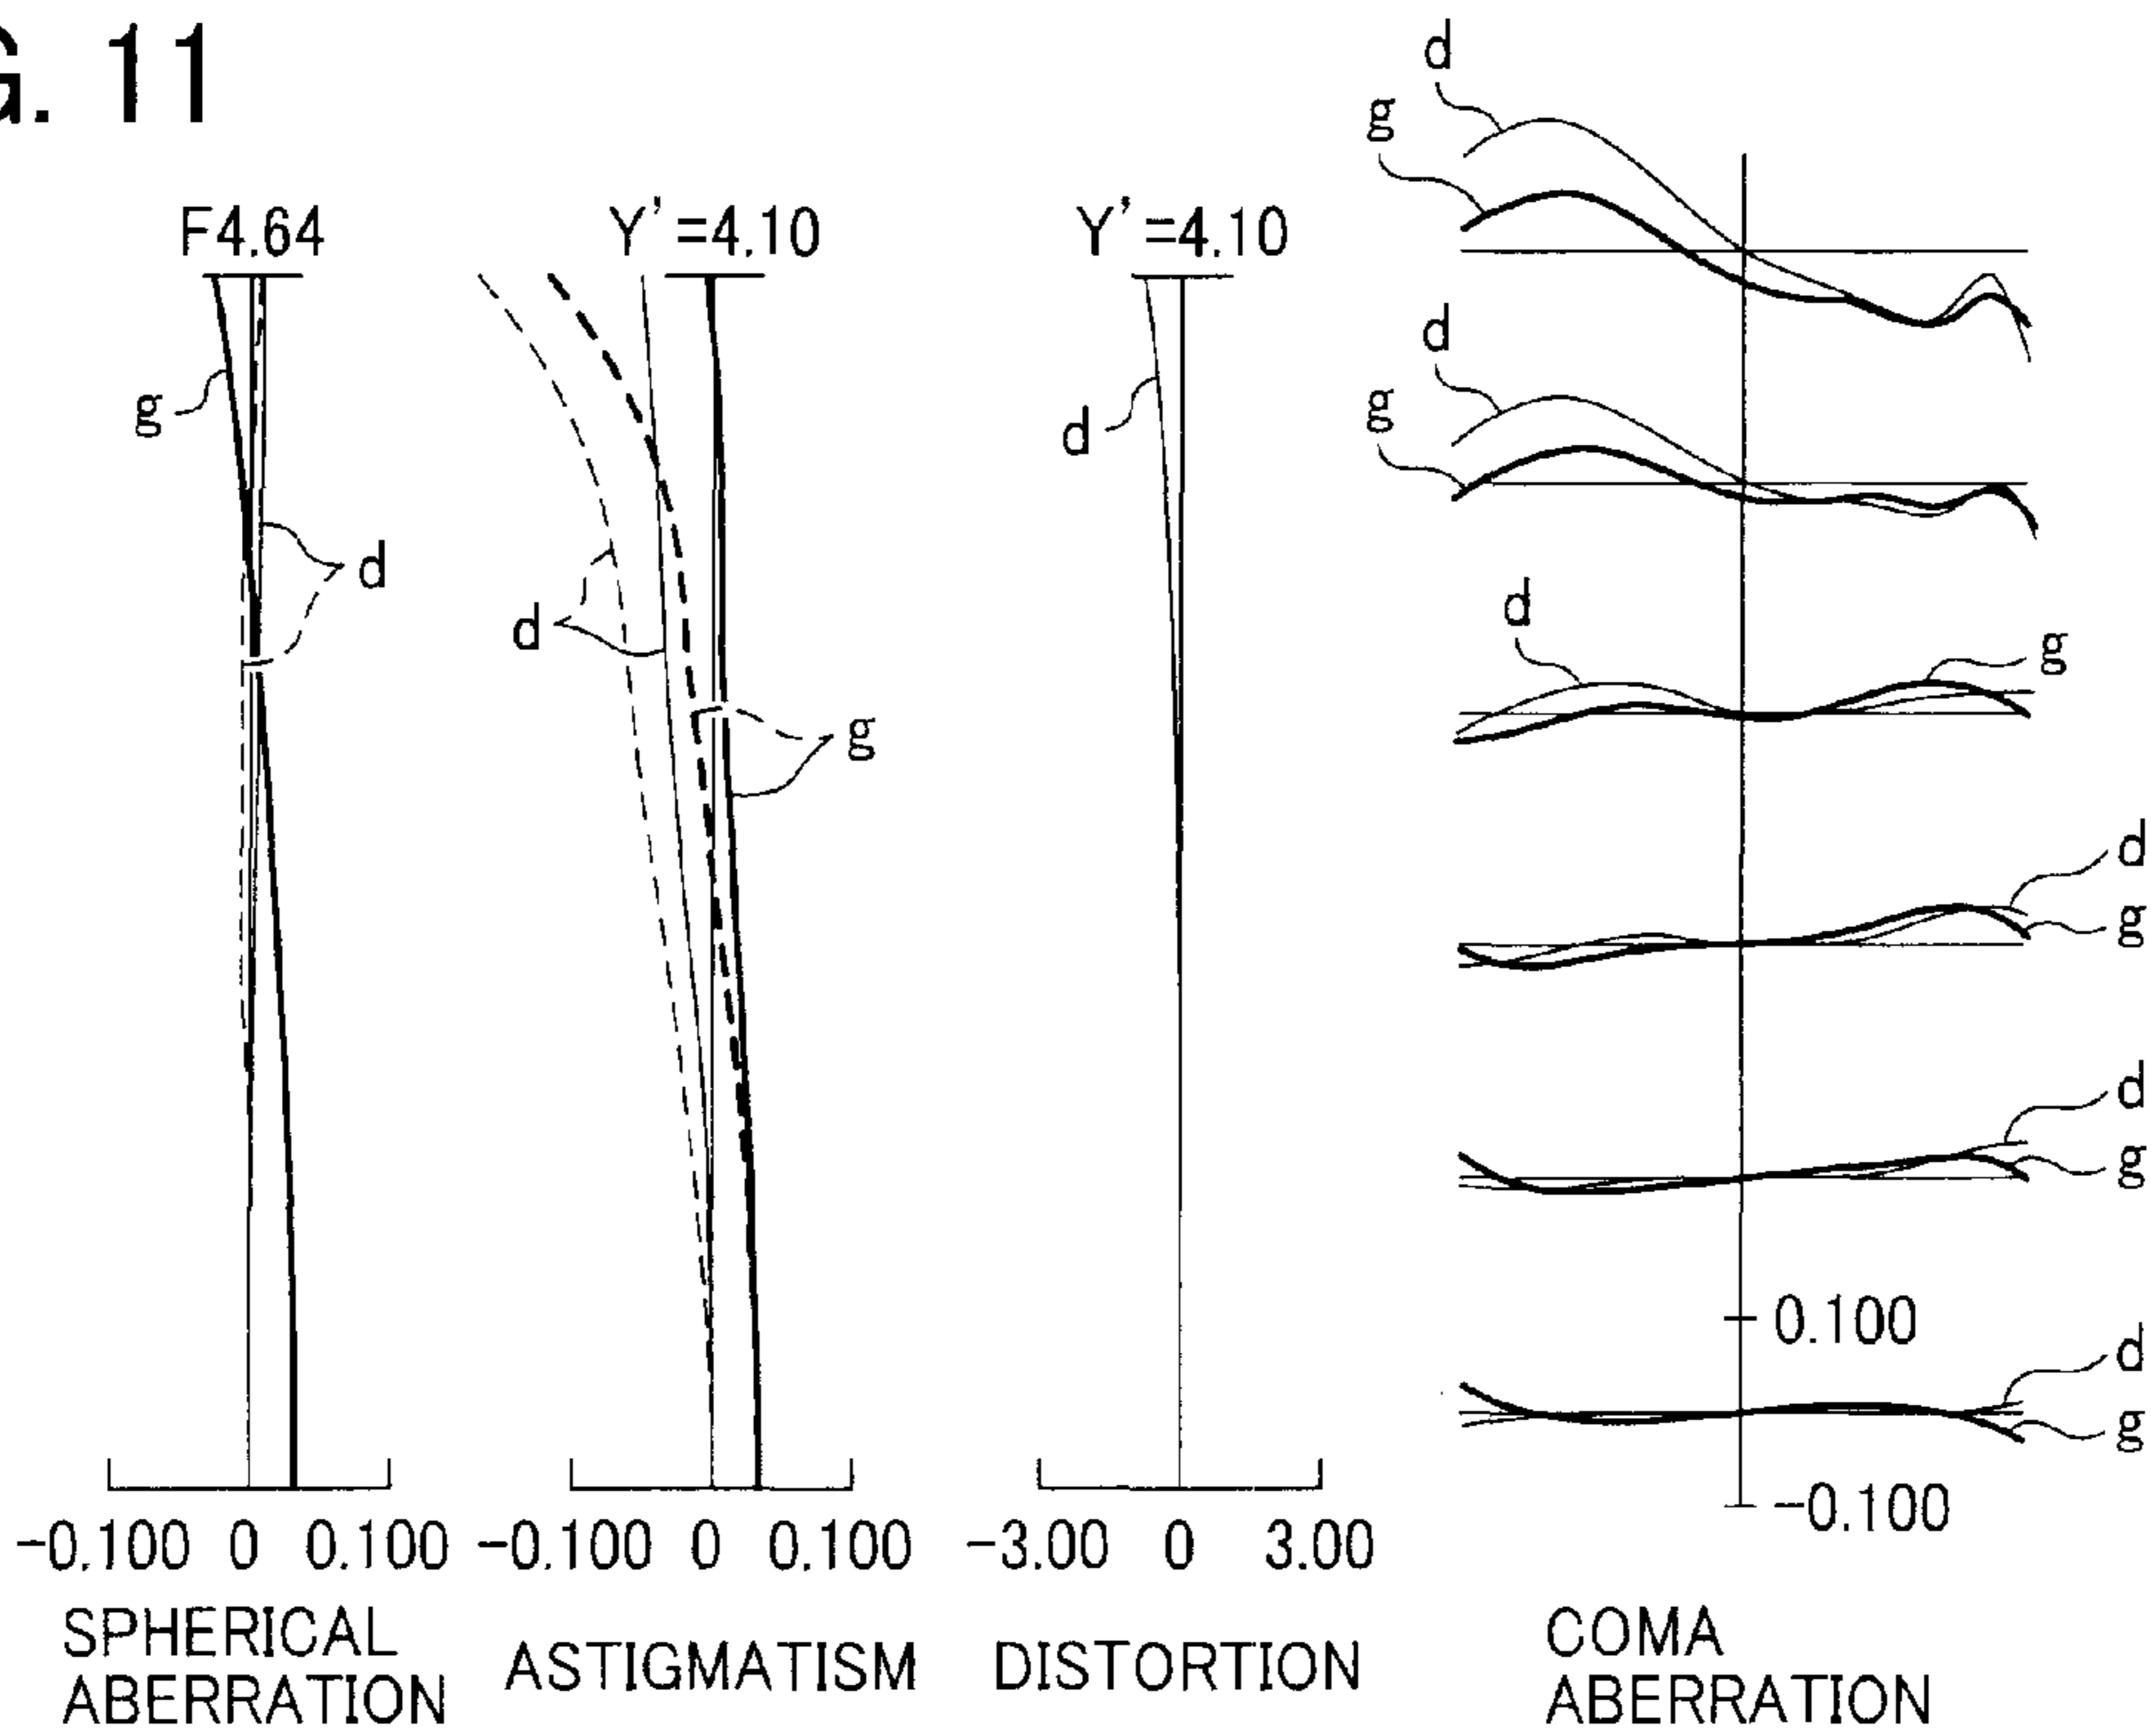 G. 11
F4.64
Y'=4.10
Y'=4.10
g
d
d
g
d
d
g
d
g
d
g
d
g
d
g
d
g
0.100
d
g
-0.100
-0.100 0 0.100
-0.100 0 0.100
-3.00 0 3.00
SPHERICAL
ABERRATION
ASTIGMATISM
DISTORTION
COMA
ABERRATION